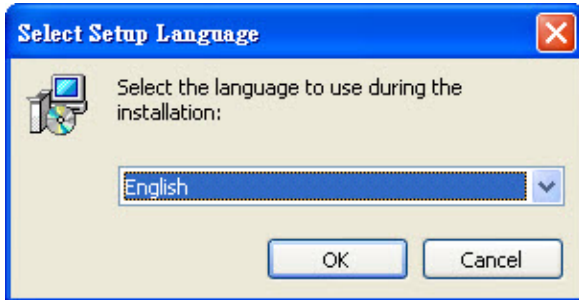 Select Setup Language
Select the language to use during the
installation:
English
OK
Cancel